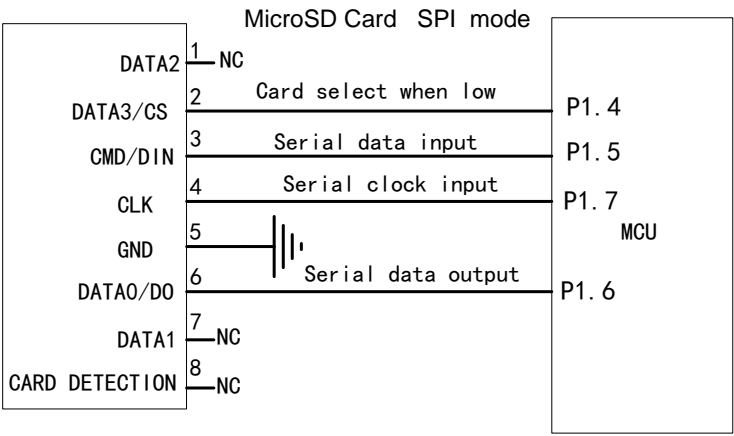 MicroSD Card SPI mode
DATA2 1 NC
DATA3/CS 2 Card select when low P1.4
CMD/DIN 3 Serial data input P1.5
CLK 4 Serial clock input P1.7
GND 5 MCU
DATA0/DO 6 Serial data output P1.6
DATA1 7 NC
CARD DETECTION 8 NC